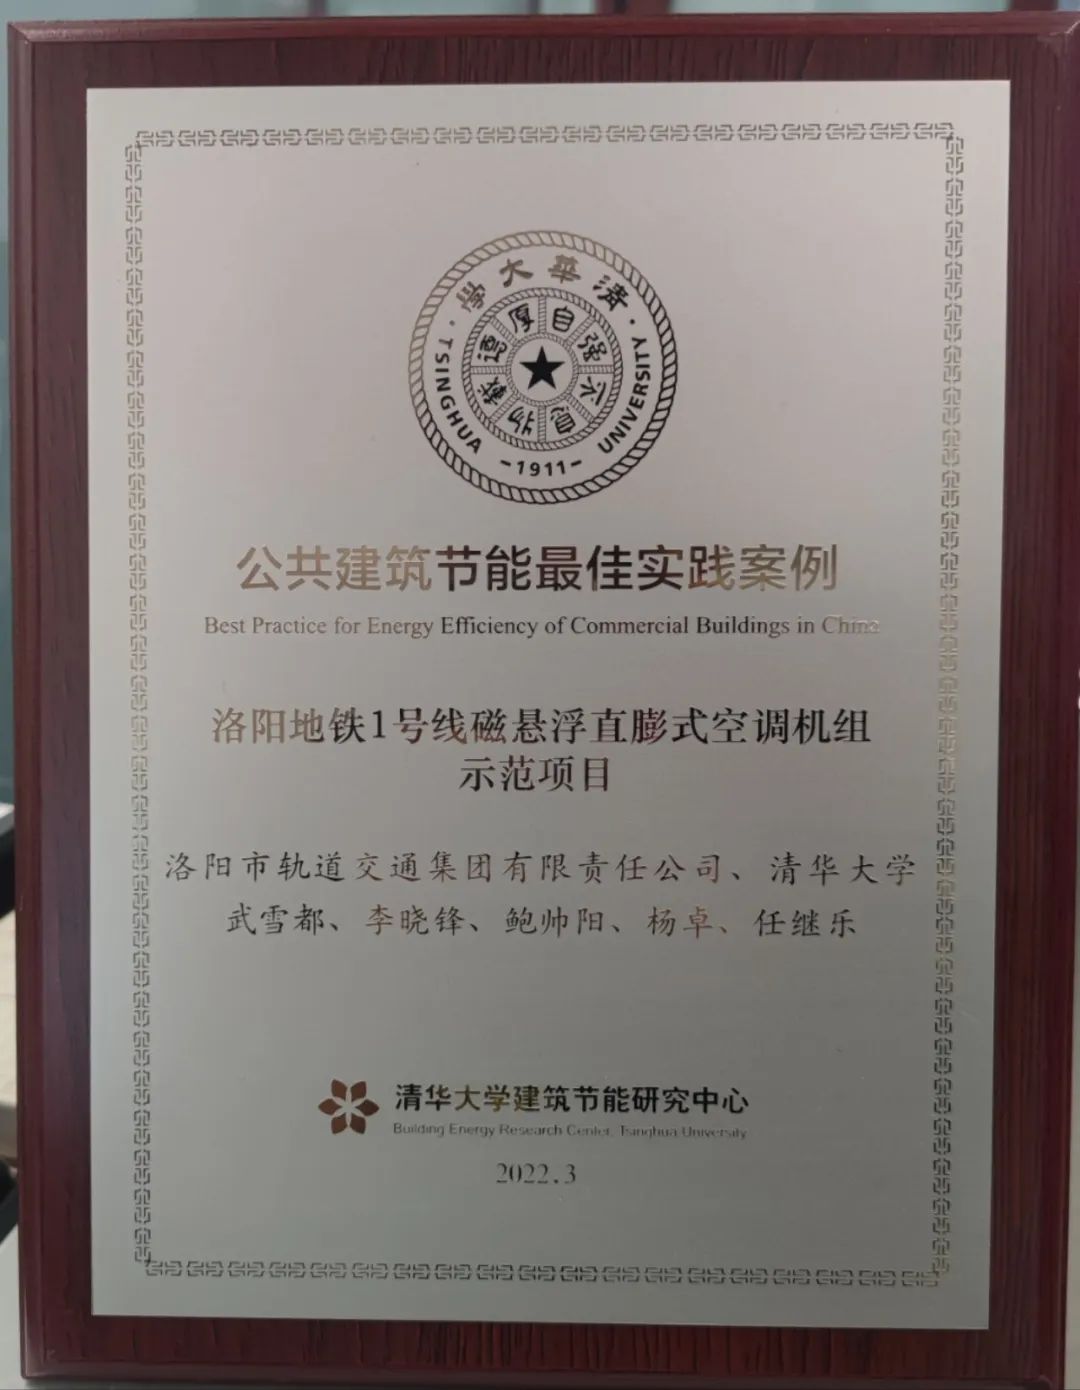 清華大學
自强不息
厚德載物
TSINGHUA UNIVERSITY
-1911-
公共建筑节能最佳实践案例
Best Practice for Energy Efficiency of Commercial Buildings in China
洛阳地铁1号线磁悬浮直膨式空调机组
示范项目
洛阳市轨道交通集团有限责任公司、清华大学
武雪都、李晓锋、鲍帅阳、杨卓、任继乐
清华大学建筑节能研究中心
Building Energy Research Center, Tsinghua University
2022.3